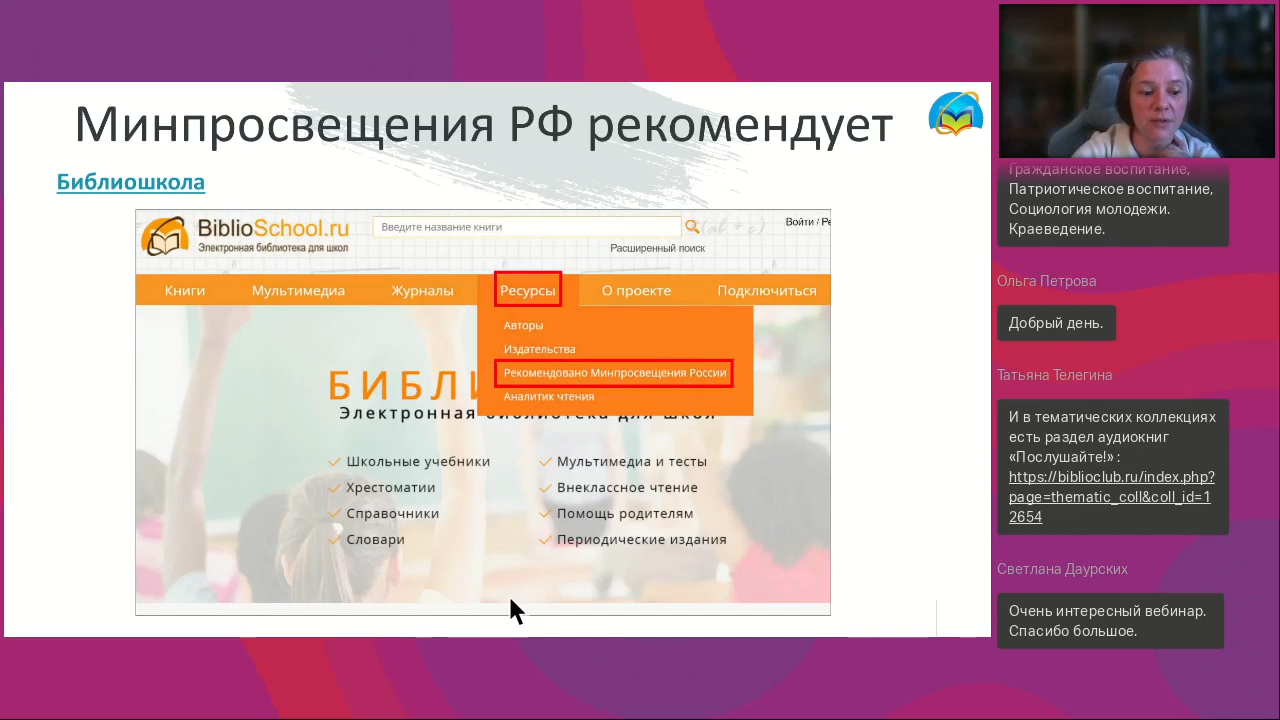 Минпросвещения РФ рекомендует
Библиошкола
BiblioSchool.ru
Электронная библиотека для школ
Введите название книги
(ab + c)
Войти / Ре
Расширенный поиск
Книги
Мультимедиа
Журналы
Ресурсы
О проекте
Подключиться
Авторы
Издательства
Рекомендовано Минпросвещения России
Аналитик чтения
БИБЛИ
Электронная библиотека для школ
Школьные учебники
Хрестоматии
Справочники
Словари
Мультимедиа и тесты
Внеклассное чтение
Помощь родителям
Периодические издания
Гражданское воспитание,
Патриотическое воспитание,
Социология молодежи.
Краеведение.
Ольга Петрова
Добрый день.
Татьяна Телегина
И в тематических коллекциях
есть раздел аудиокниг
«Послушайте!» :
https://biblioclub.ru/index.php?
page=thematic_coll&coll_id=1
2654
Светлана Даурских
Очень интересный вебинар.
Спасибо большое.